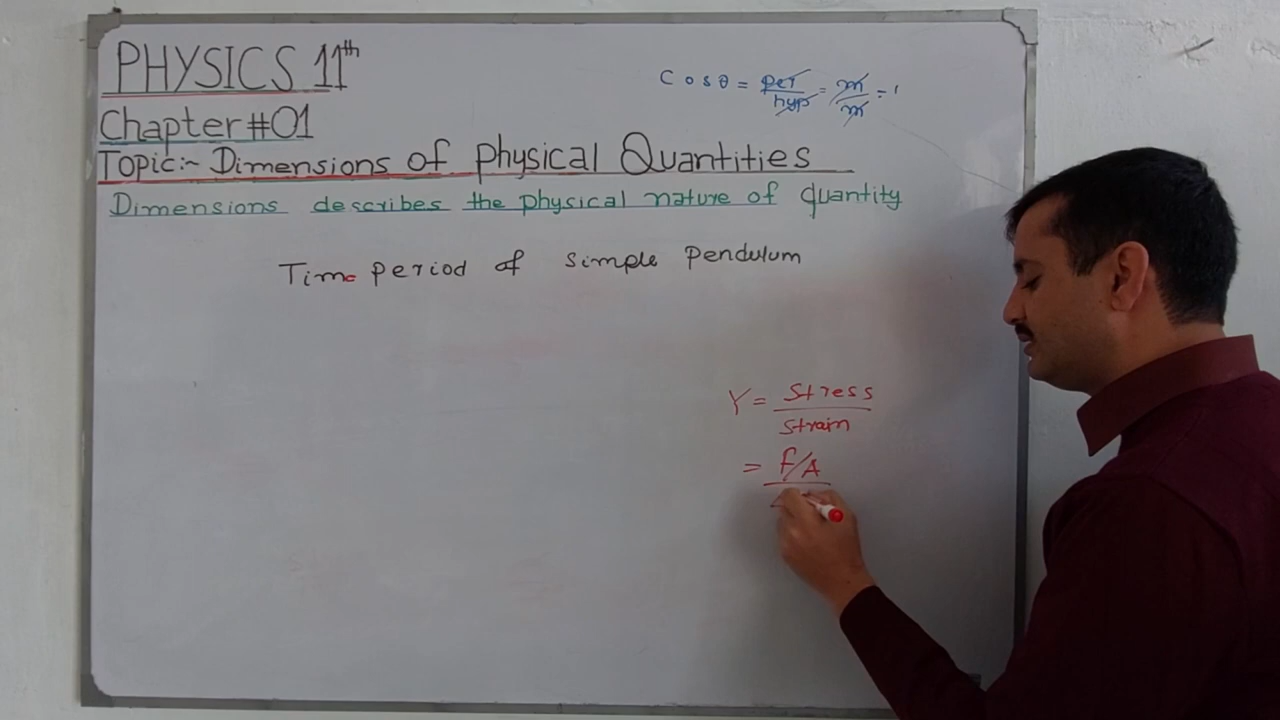 PHYSICS 11th
Cosθ = per/hyp = m/m = 1
Chapter#01
Topic:- Dimensions of Physical Quantities
Dimensions describes the physical nature of quantity
Time period of simple pendulum
Y = Stress/Strain
= F/A